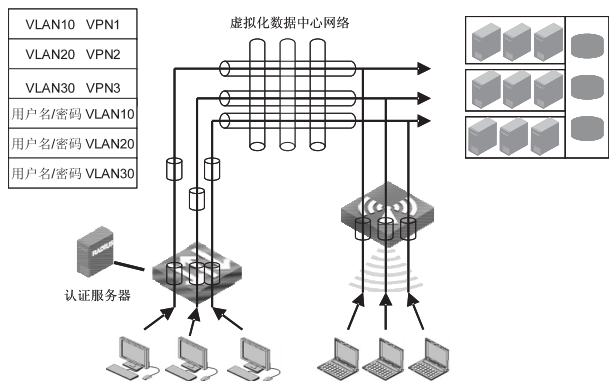 虚拟化数据中心网络
VLAN10 VPN1
VLAN20 VPN2
VLAN30 VPN3
用户名/密码 VLAN10
用户名/密码 VLAN20
用户名/密码 VLAN30
RADIUS
认证服务器